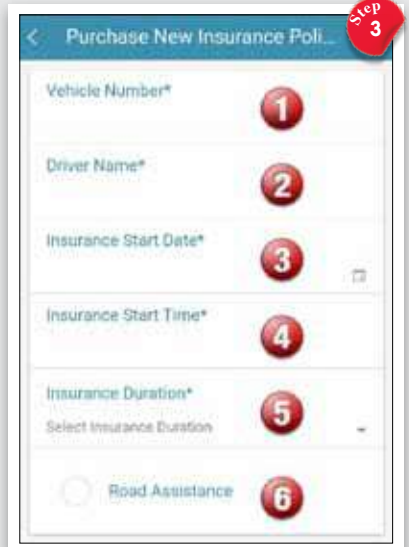 Step
3
< Purchase New Insurance Poli...
Vehicle Number*
1
Driver Name*
2
Insurance Start Date*
3
Insurance Start Time*
4
Insurance Duration*
5
Select Insurance Duration
Road Assistance
6